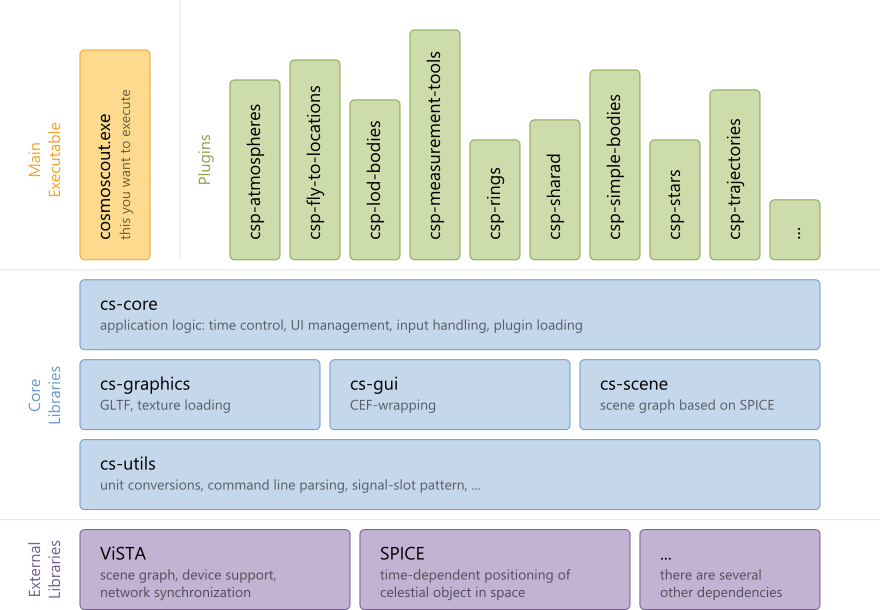 Main
Executable
cosmoscout.exe
this you want to execute
Plugins
csp-atmospheres
csp-fly-to-locations
csp-lod-bodies
csp-measurement-tools
csp-rings
csp-sharad
csp-simple-bodies
csp-stars
csp-trajectories
...
Core
Libraries
cs-core
application logic: time control, UI management, input handling, plugin loading
cs-graphics
GLTF, texture loading
cs-gui
CEF-wrapping
cs-scene
scene graph based on SPICE
cs-utils
unit conversions, command line parsing, signal-slot pattern, ...
External
Libraries
ViSTA
scene graph, device support,
network synchronization
SPICE
time-dependent positioning of
celestial object in space
...
there are several
other dependencies